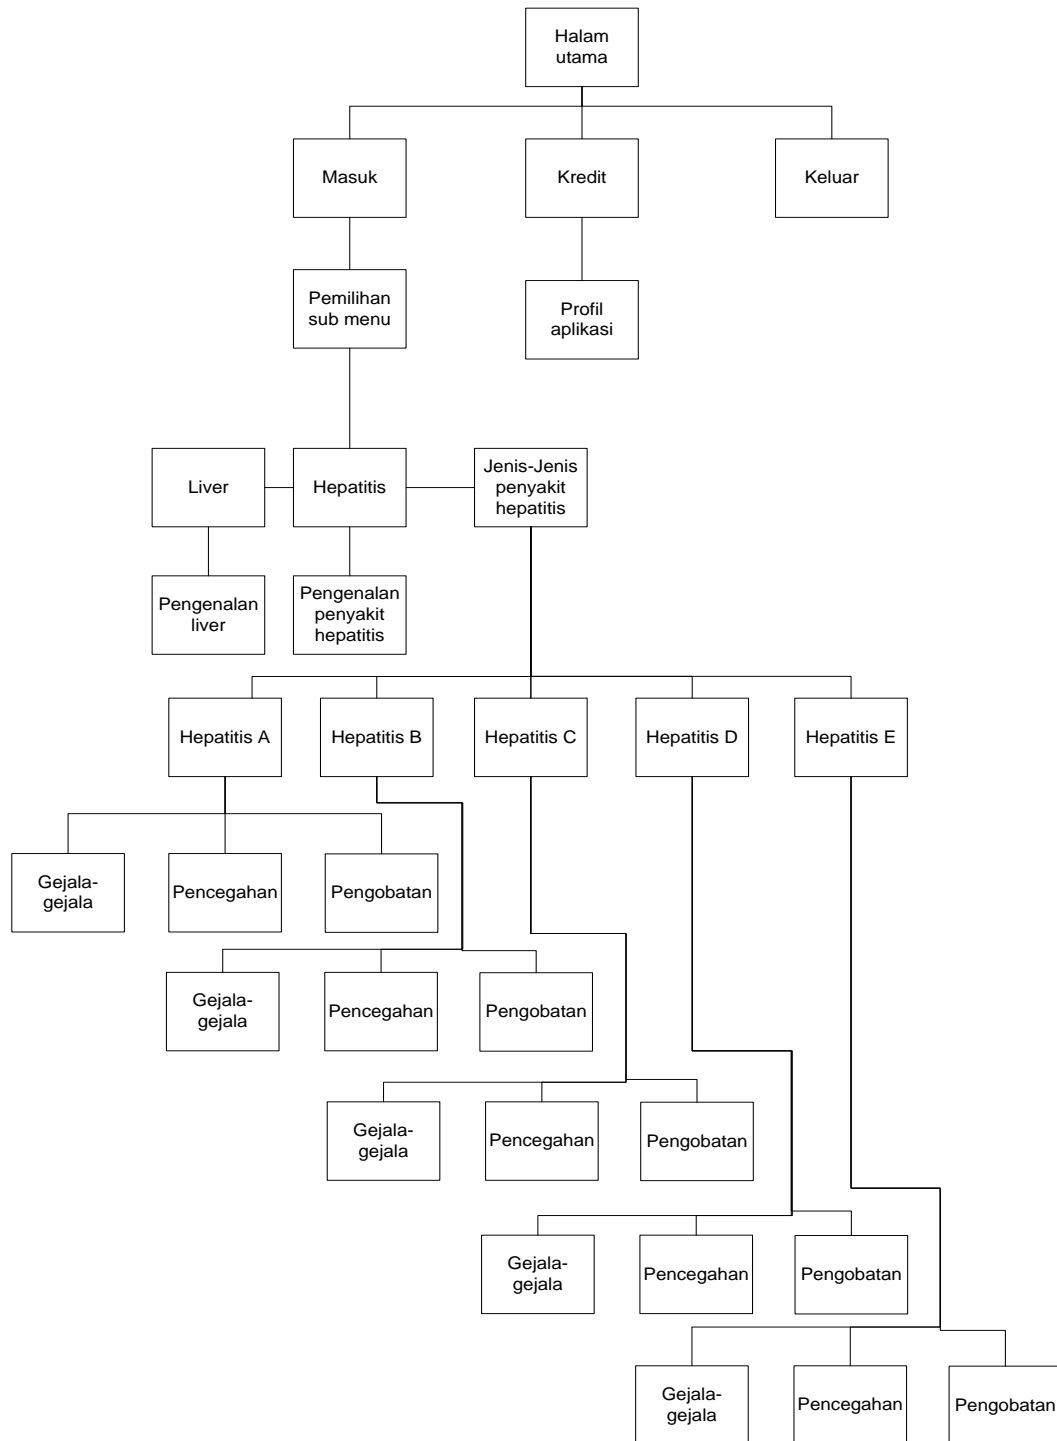 Halam
utama
Masuk
Kredit
Keluar
Pemilihan
sub menu
Profil
aplikasi
Liver
Hepatitis
Jenis-Jenis
penyakit
hepatitis
Pengenalan
liver
Pengenalan
penyakit
hepatitis
Hepatitis A
Hepatitis B
Hepatitis C
Hepatitis D
Hepatitis E
Gejala-
gejala
Pencegahan
Pengobatan
Gejala-
gejala
Pencegahan
Pengobatan
Gejala-
gejala
Pencegahan
Pengobatan
Gejala-
gejala
Pencegahan
Pengobatan
Gejala-
gejala
Pencegahan
Pengobatan